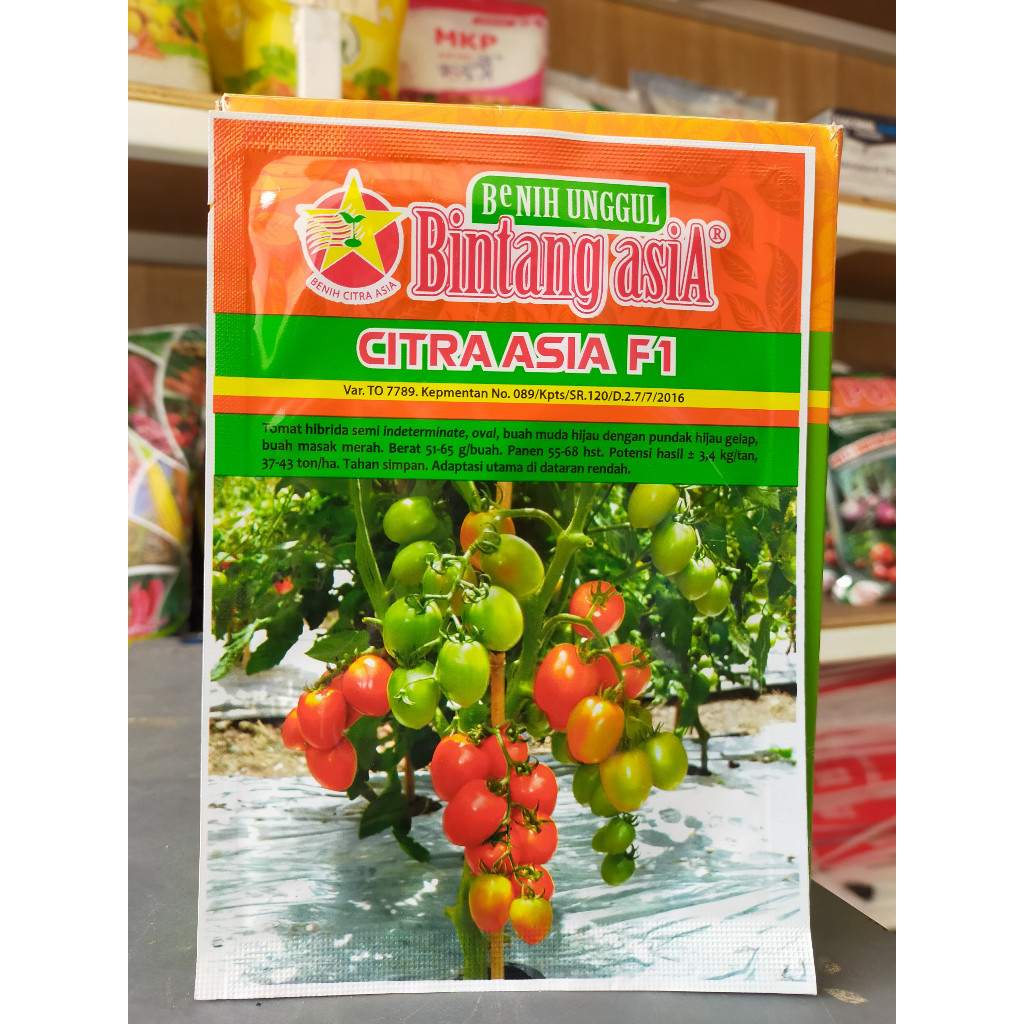 MKP
BeNIH UNGGUL
Bintang asiA®
BENIH CITRA ASIA
CITRA ASIA F1
Var. TO 7789. Kepmentan No. 089/Kpts/SR.120/D.2.7/7/2016
Tomat hibrida semi indeterminate, oval, buah muda hijau dengan pundak hijau gelap,
buah masak merah. Berat 51-65 g/buah. Panen 55-68 hst. Potensi hasil ± 3,4 kg/tan,
37-43 ton/ha. Tahan simpan. Adaptasi utama di dataran rendah.